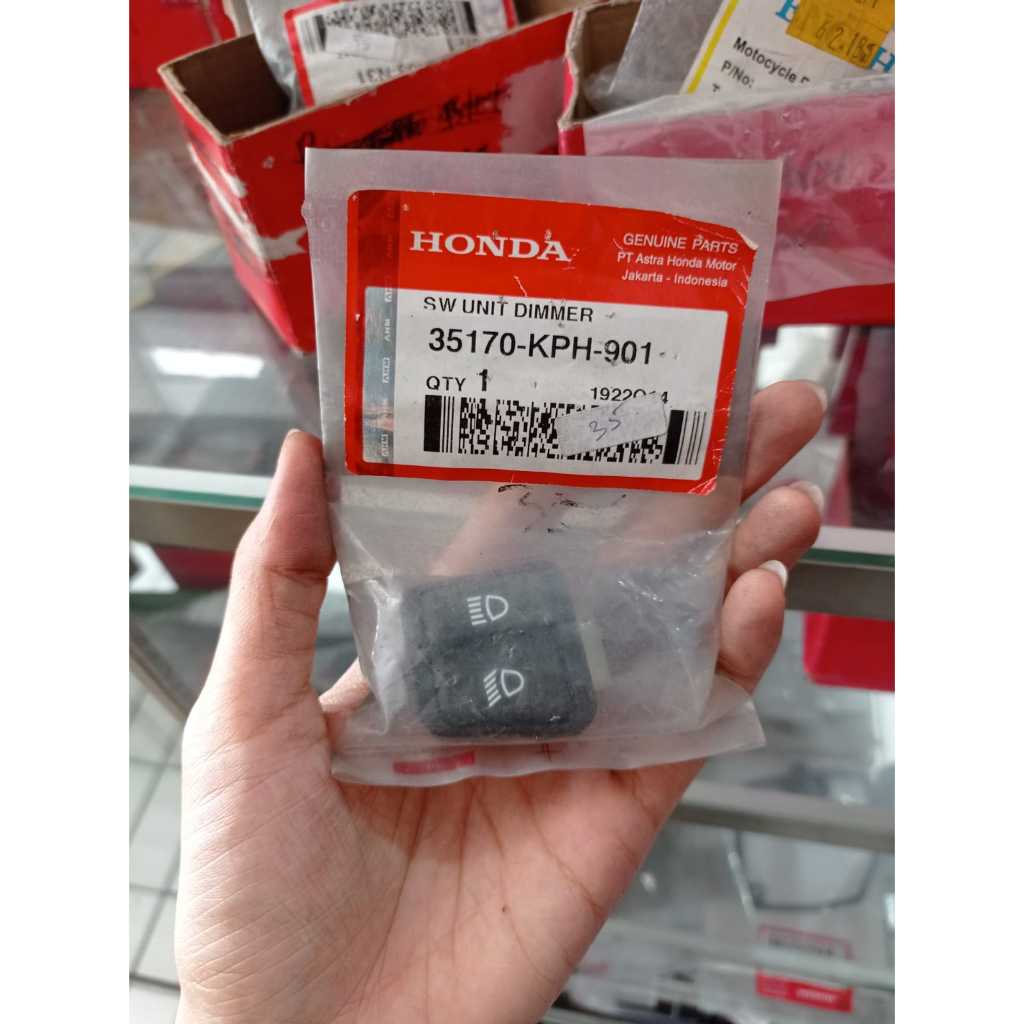 Motocycle
P/No:
HONDA
GENUINE PARTS
PT Astra Honda Motor
Jakarta - Indonesia
SW UNIT DIMMER
35170-KPH-901
QTY 1
35